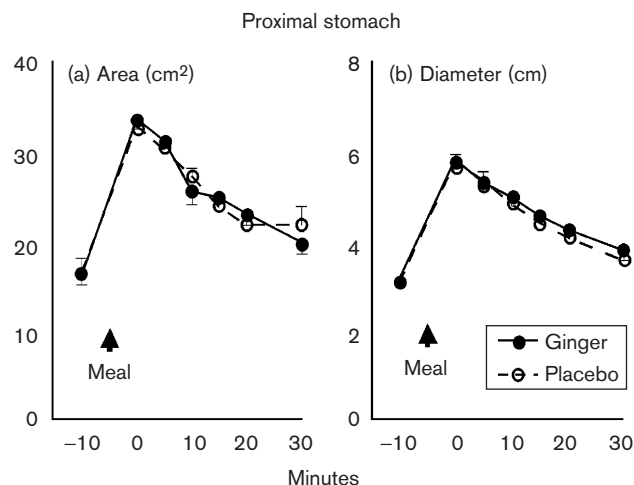 Proximal stomach
(a) Area (cm²)
40
30
20
10
0
Meal
−10 0 10 20 30
(b) Diameter (cm)
8
6
4
2
0
Meal
Ginger
Placebo
−10 0 10 20 30
Minutes